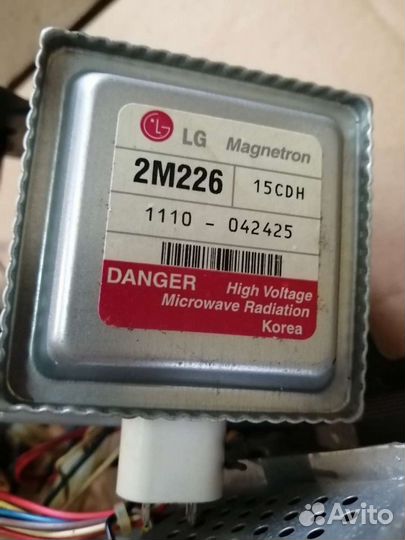 LG Magnetron
2M226 15CDH
1110 - 042425
DANGER High Voltage
Microwave Radiation
Korea
Avito